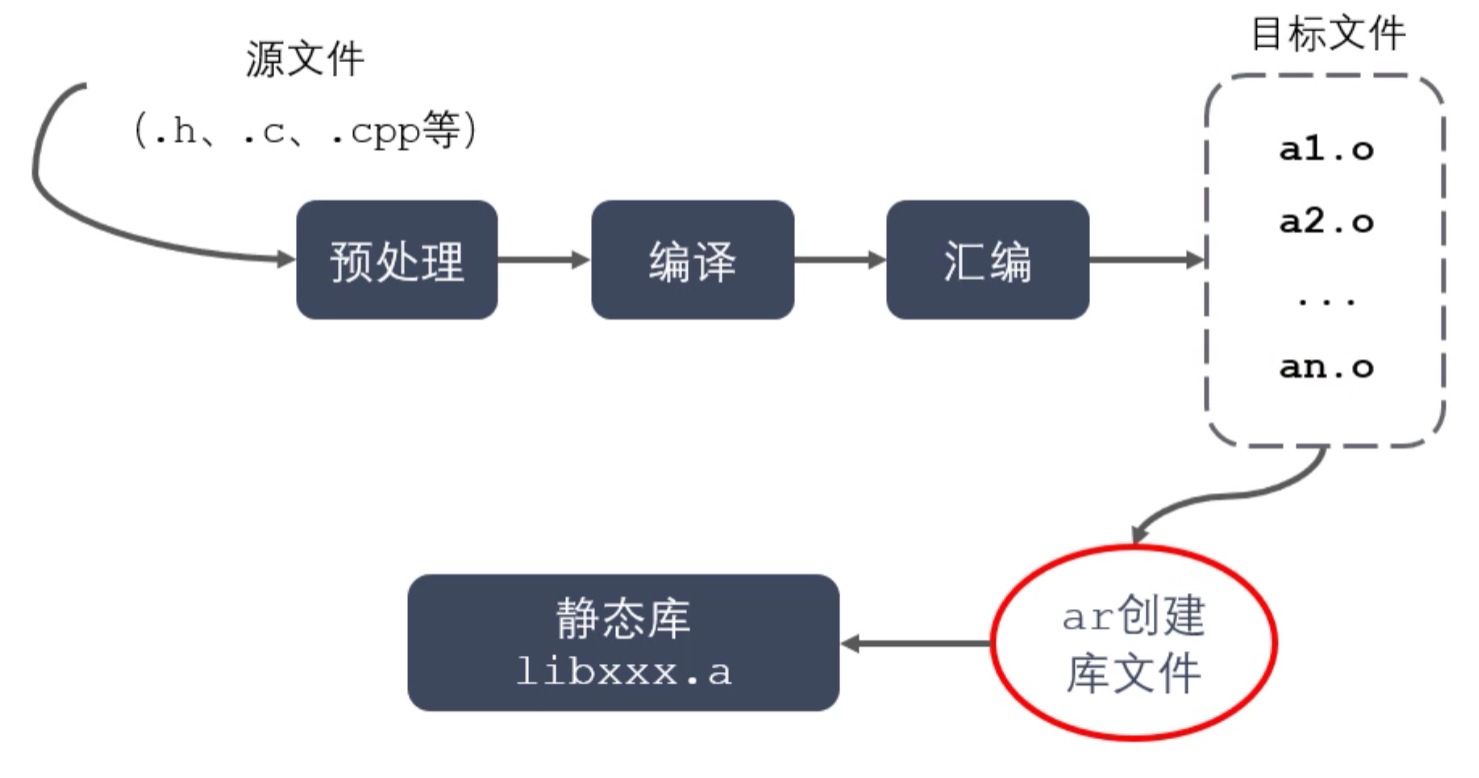 源文件
(.h、.c、.cpp等)
目标文件
a1.o
a2.o
...
an.o
预处理
编译
汇编
ar创建
库文件
静态库
libxxx.a